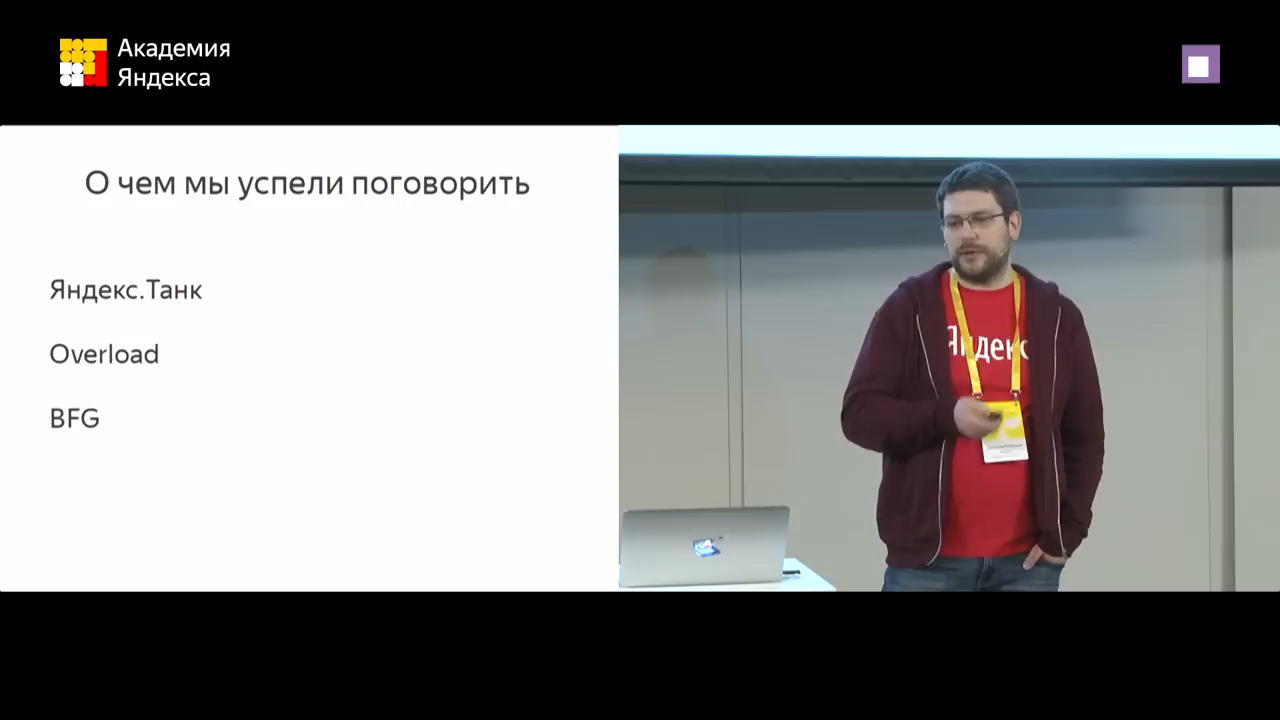 Академия
Яндекса
О чем мы успели поговорить
Яндекс.Танк
Overload
BFG
Яндекс